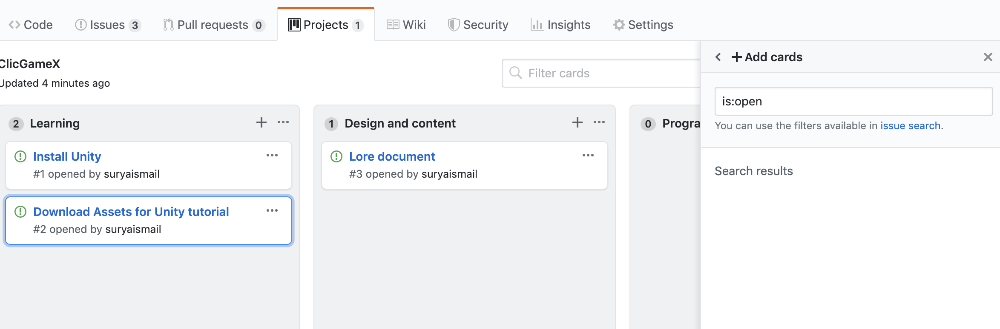 Code Issues 3 Pull requests 0 Projects 1 Wiki Security Insights Settings
ClicGameX
Updated 4 minutes ago
Filter cards
2 Learning
Install Unity
#1 opened by suryaismail
Download Assets for Unity tutorial
#2 opened by suryaismail
1 Design and content
Lore document
#3 opened by suryaismail
0 Progra
Add cards
is:open
You can use the filters available in issue search.
Search results